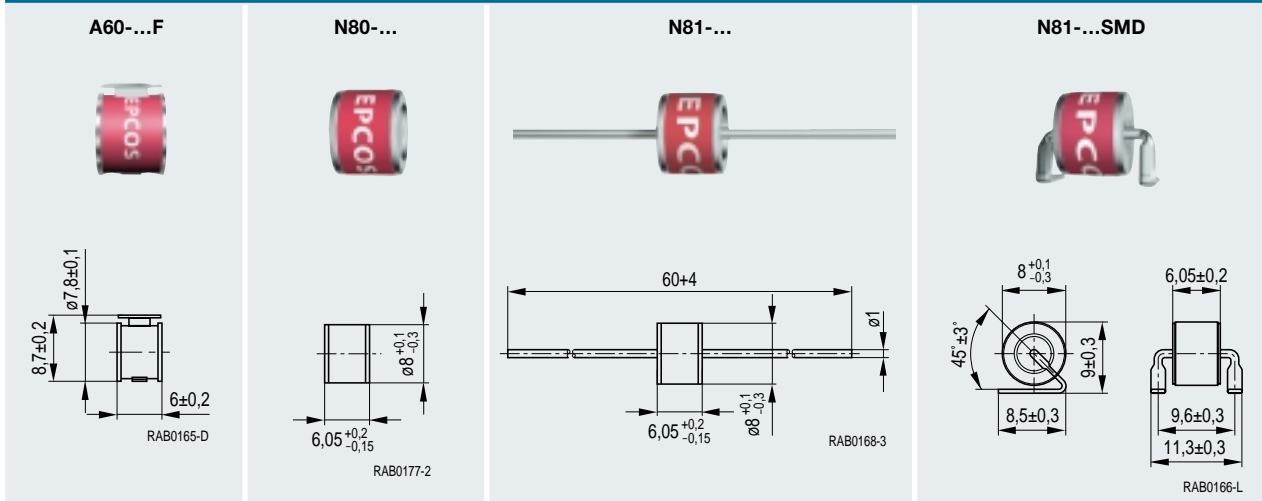 A60-...F
N80-...
N81-...
N81-...SMD
EPCOS
EPCOS
EPCO
EPCO
ø7,8±0,1
8,7±0,2
6±0,2
RAB0165-D
ø8 +0,1 -0,3
6,05 +0,2 -0,15
RAB0177-2
60+4
ø1
6,05 +0,2 -0,15
ø8 +0,1 -0,3
RAB0168-3
8 +0,1 -0,3
6,05±0,2
45°±3°
9±0,3
8,5±0,3
9,6±0,3
11,3±0,3
RAB0166-L